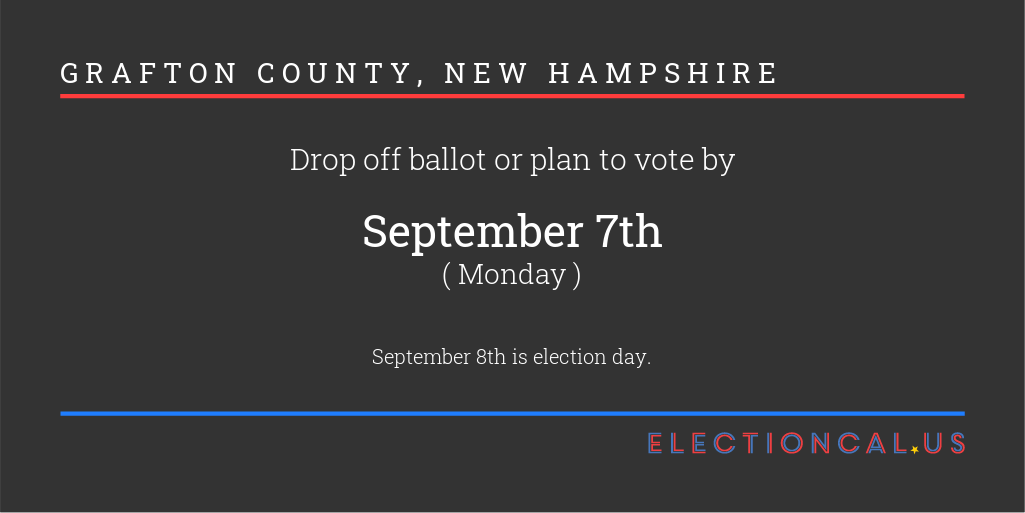 GRAFTON COUNTY, NEW HAMPSHIRE
Drop off ballot or plan to vote by
September 7th
( Monday )
September 8th is election day.
ELECTIONCAL.US